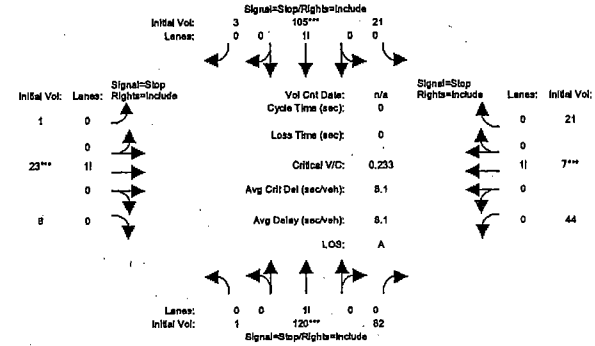 Signal=Stop/Rights=Include
Initial Vol: 3 105*** 21
Lanes: 0 0 1! 0 0
Signal=Stop
Initial Vol: Lanes: Rights=Include
Vol Cnt Date: n/a
Signal=Stop
Rights=Include Lanes: Initial Vol:
Cycle Time (sec): 0
1 0
0 21
Loss Time (sec): 0
0
0
23*** 1!
Critical V/C: 0.233
1! 7***
0
Avg Crit Del (sec/veh): 8.1
0
8 0
Avg Delay (sec/veh): 8.1
0 44
LOS: A
Lanes: 0 0 1! 0 0
Initial Vol: 1 120*** 82
Signal=Stop/Rights=Include